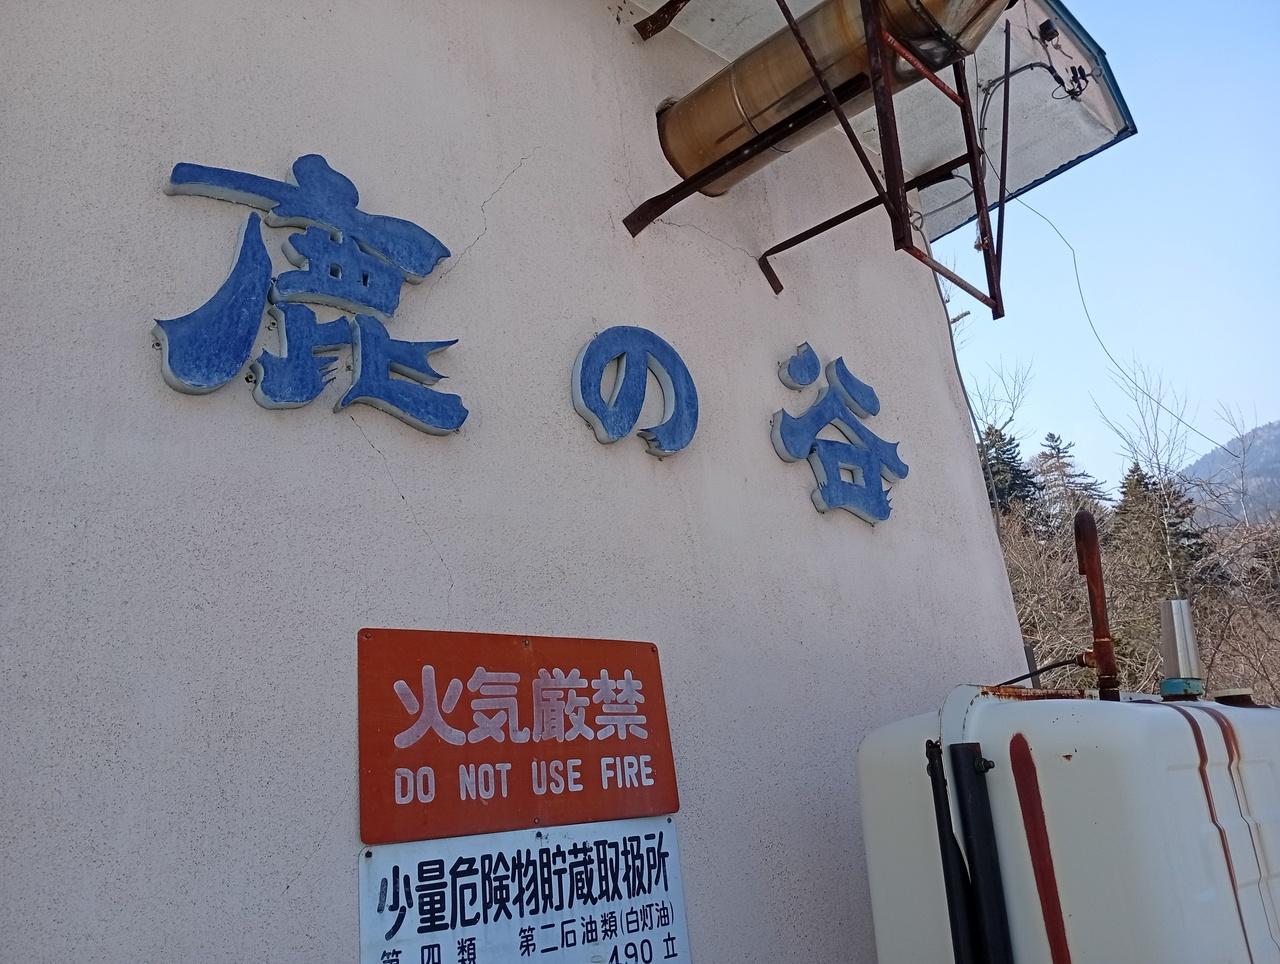 鹿の谷
火気厳禁
DO NOT USE FIRE
少量危険物貯蔵取扱所
第四類 第二石油類(白灯油)
490立